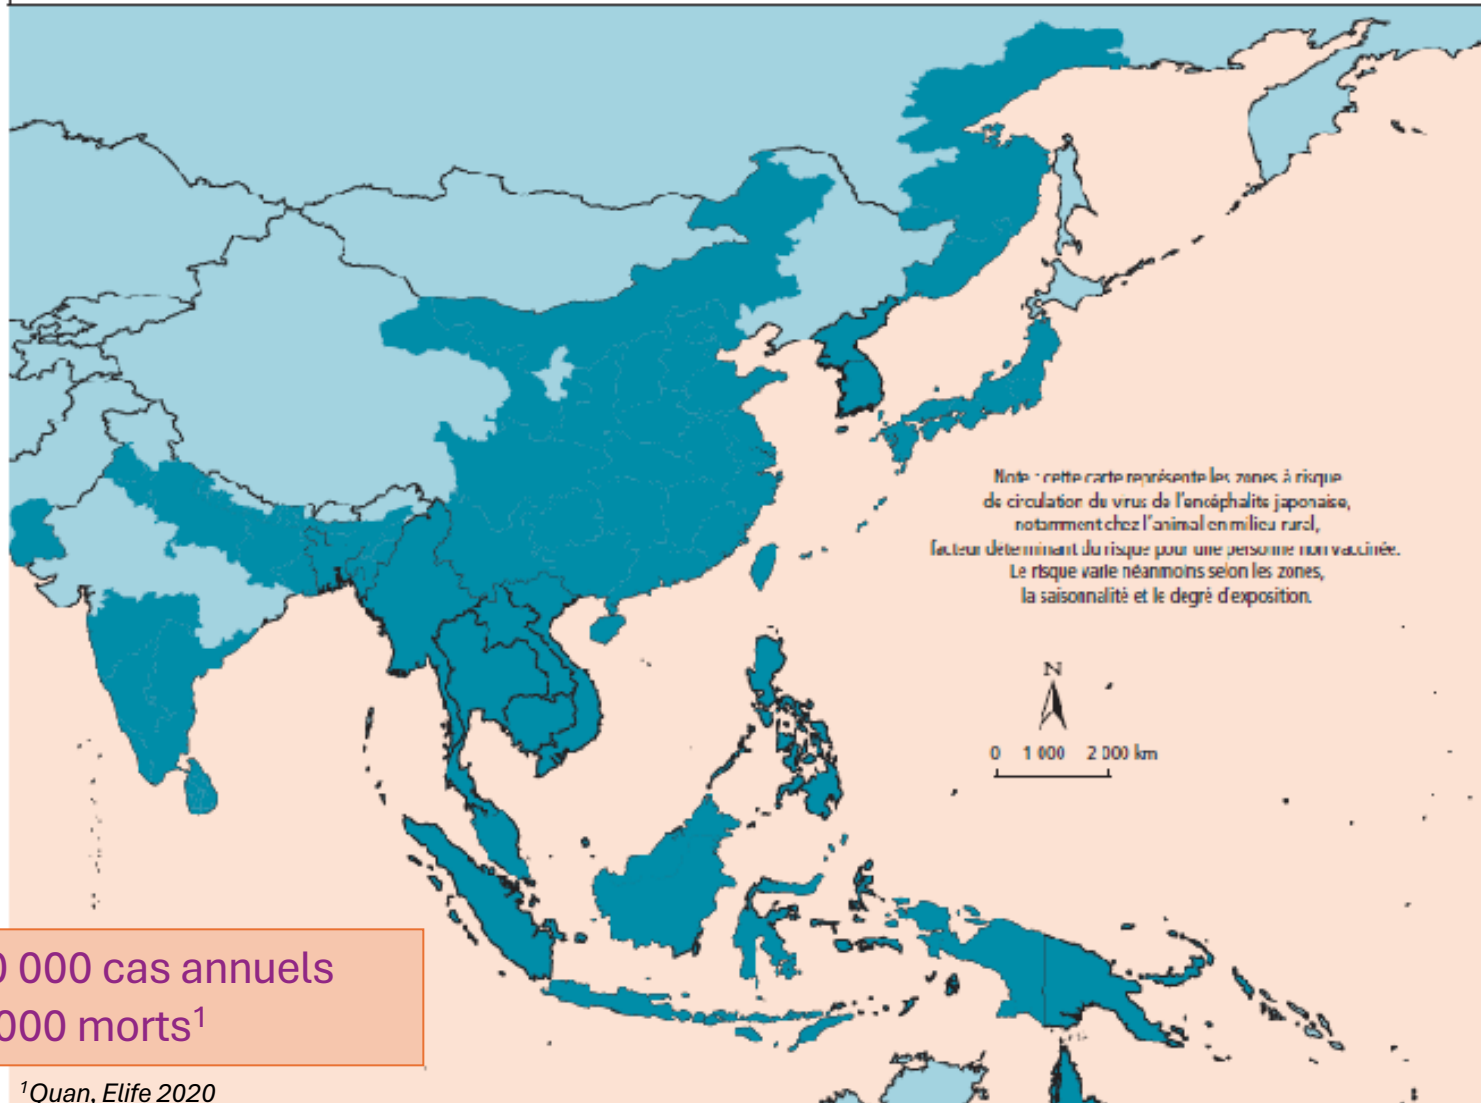 Note : cette carte représente les zones à risque
de circulation du virus de l'encéphalite japonaise,
notamment chez l'animal en milieu rural,
facteur déterminant du risque pour une personne non vaccinée.
Le risque varie néanmoins selon les zones,
la saisonnalité et le degré d'exposition.
N
0 1 000 2 000 km
0 000 cas annuels
000 morts¹
¹Quan, Elife 2020